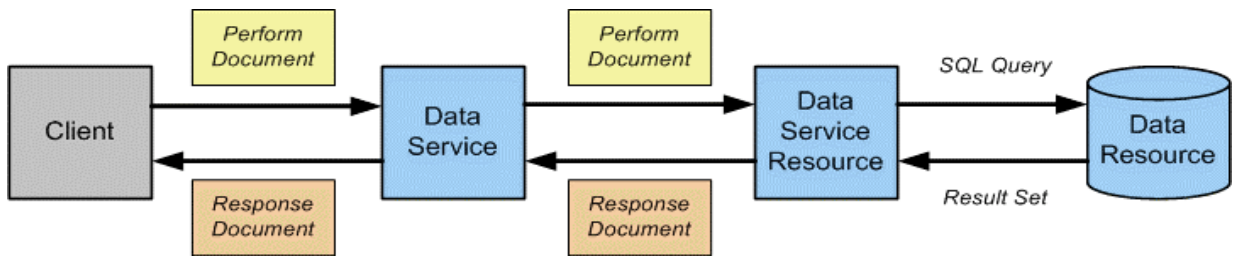 Perform
Document
Perform
Document
SQL Query
Client
Data
Service
Data
Service
Resource
Data
Resource
Response
Document
Response
Document
Result Set